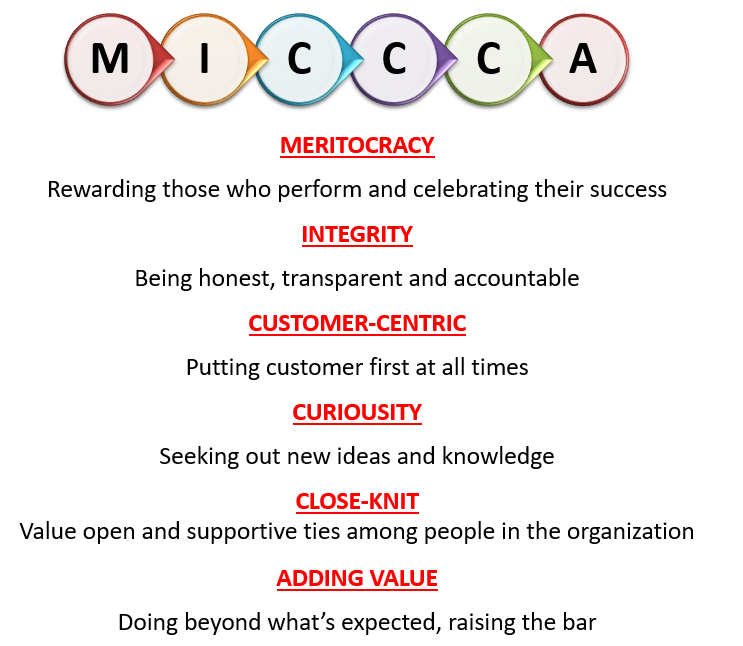 M I C C C A
MERITOCRACY
Rewarding those who perform and celebrating their success
INTEGRITY
Being honest, transparent and accountable
CUSTOMER-CENTRIC
Putting customer first at all times
CURIOUSITY
Seeking out new ideas and knowledge
CLOSE-KNIT
Value open and supportive ties among people in the organization
ADDING VALUE
Doing beyond what’s expected, raising the bar